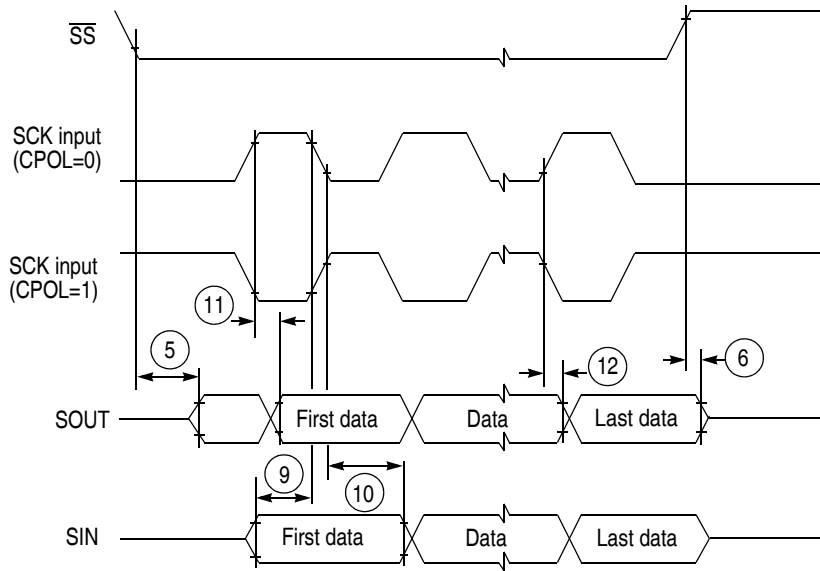 SS
SCK input
(CPOL=0)
SCK input
(CPOL=1)
11
5
12
6
SOUT
First data
Data
Last data
9
10
SIN
First data
Data
Last data